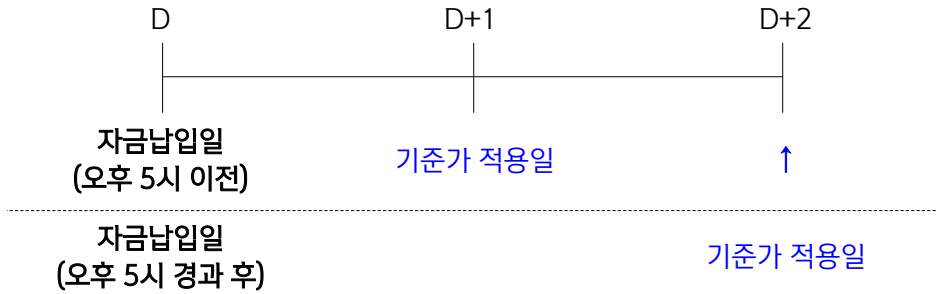 D D+1 D+2
자금납입일
(오후 5시 이전)
기준가 적용일
↑
자금납입일
(오후 5시 경과 후)
기준가 적용일